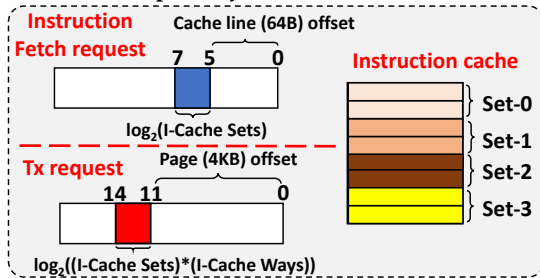 Instruction
Fetch request
Cache line (64B) offset
7 5 0
log₂(I-Cache Sets)
Tx request
Page (4KB) offset
14 11 0
log₂((I-Cache Sets)*(I-Cache Ways))
Instruction cache
Set-0
Set-1
Set-2
Set-3